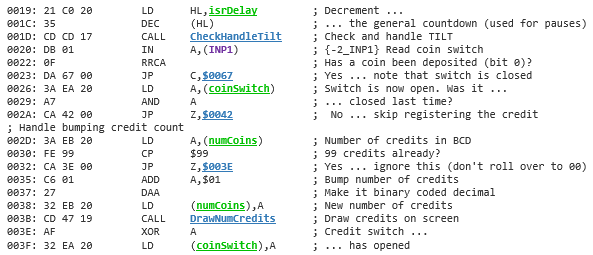 0019: 21 C0 20 LD HL,isrDelay ; Decrement ...
001C: 35 DEC (HL) ; ... the general countdown (used for pauses)
001D: CD CD 17 CALL CheckHandleTilt ; Check and handle TILT
0020: DB 01 IN A,(INP1) ; {-2_INP1} Read coin switch
0022: 0F RRCA ; Has a coin been deposited (bit 0)?
0023: DA 67 00 JP C,$0067 ; Yes ... note that switch is closed
0026: 3A EA 20 LD A,(coinSwitch) ; Switch is now open. Was it ...
0029: A7 AND A ; ... closed last time?
002A: CA 42 00 JP Z,$0042 ; No ... skip registering the credit
; Handle bumping credit count
002D: 3A EB 20 LD A,(numCoins) ; Number of credits in BCD
0030: FE 99 CP $99 ; 99 credits already?
0032: CA 3E 00 JP Z,$003E ; Yes ... ignore this (don't roll over to 00)
0035: C6 01 ADD A,$01 ; Bump number of credits
0037: 27 DAA ; Make it binary coded decimal
0038: 32 EB 20 LD (numCoins),A ; New number of credits
003B: CD 47 19 CALL DrawNumCredits ; Draw credits on screen
003E: AF XOR A ; Credit switch ...
003F: 32 EA 20 LD (coinSwitch),A ; ... has opened